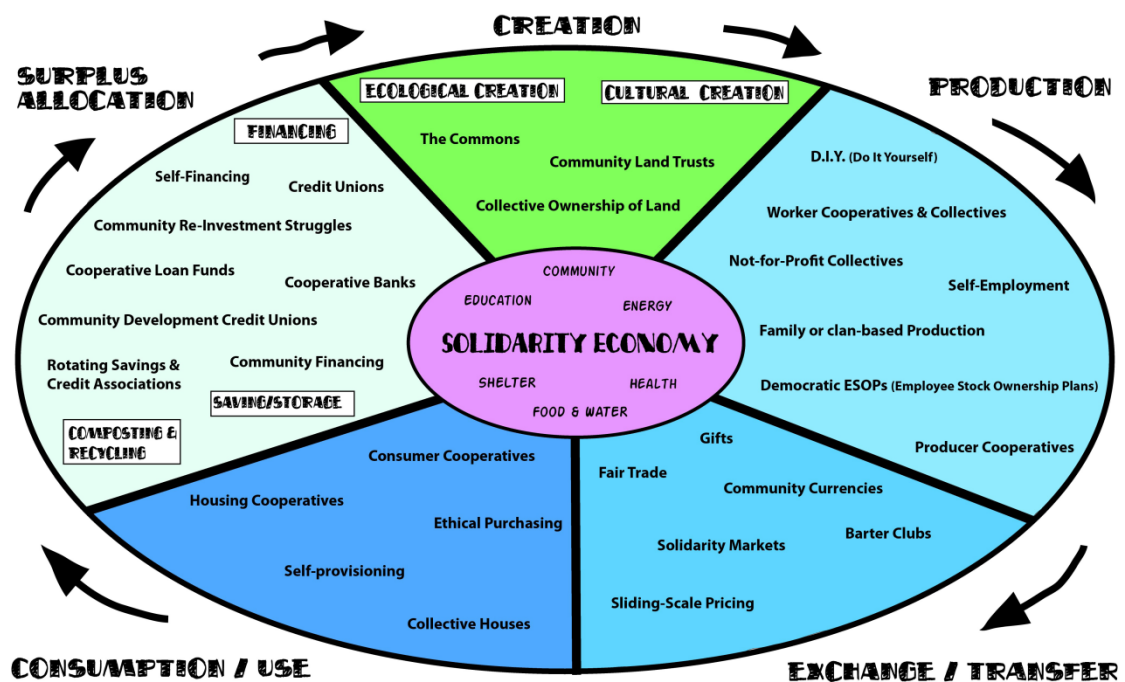 CREATION
SURPLUS
ALLOCATION
PRODUCTION
EXCHANGE / TRANSFER
CONSUMPTION / USE
ECOLOGICAL CREATION
CULTURAL CREATION
The Commons
Community Land Trusts
Collective Ownership of Land
D.I.Y. (Do It Yourself)
Worker Cooperatives & Collectives
Not-for-Profit Collectives
Self-Employment
Family or clan-based Production
Democratic ESOPs (Employee Stock Ownership Plans)
Producer Cooperatives
Gifts
Fair Trade
Community Currencies
Barter Clubs
Solidarity Markets
Sliding-Scale Pricing
Consumer Cooperatives
Housing Cooperatives
Ethical Purchasing
Self-provisioning
Collective Houses
FINANCING
Self-Financing
Credit Unions
Community Re-Investment Struggles
Cooperative Loan Funds
Cooperative Banks
Community Development Credit Unions
Community Financing
Rotating Savings &
Credit Associations
SAVING/STORAGE
COMPOSTING &
RECYCLING
COMMUNITY
EDUCATION
ENERGY
SOLIDARITY ECONOMY
SHELTER
HEALTH
FOOD & WATER